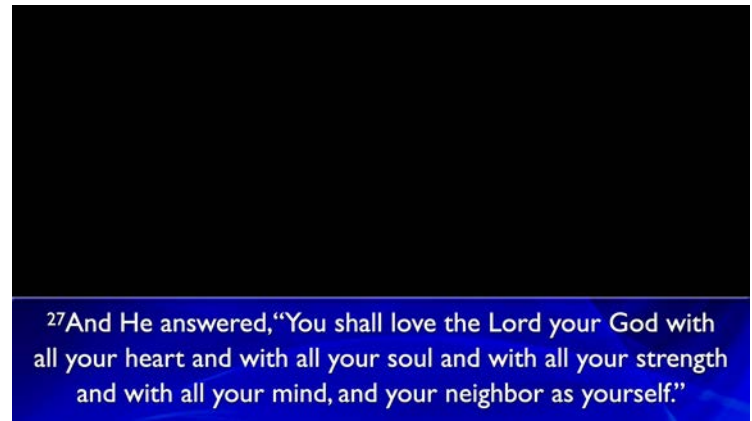 ²⁷And He answered,“You shall love the Lord your God with
all your heart and with all your soul and with all your strength
and with all your mind, and your neighbor as yourself.”